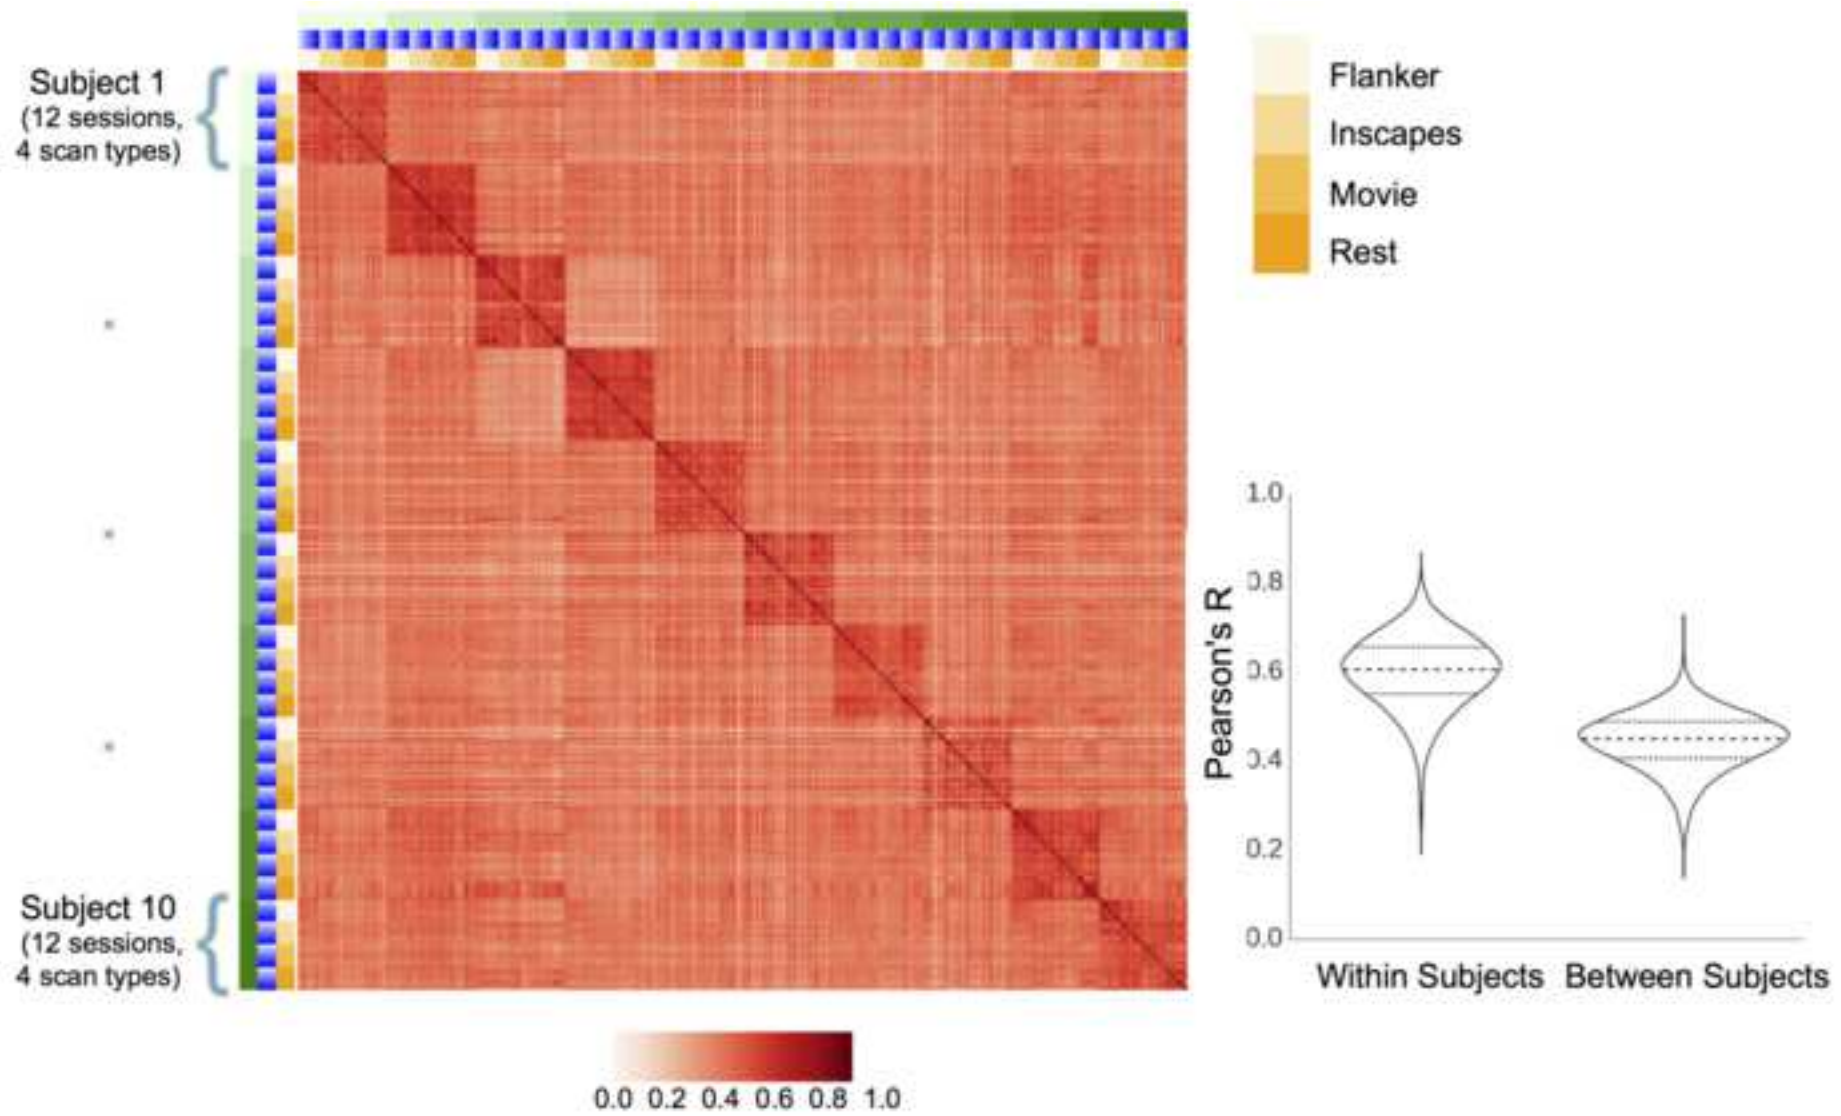 Subject 1
(12 sessions,
4 scan types)
Subject 10
(12 sessions,
4 scan types)
0.0 0.2 0.4 0.6 0.8 1.0
Flanker
Inscapes
Movie
Rest
Pearson's R
1.0
0.8
0.6
0.4
0.2
0.0
Within Subjects
Between Subjects